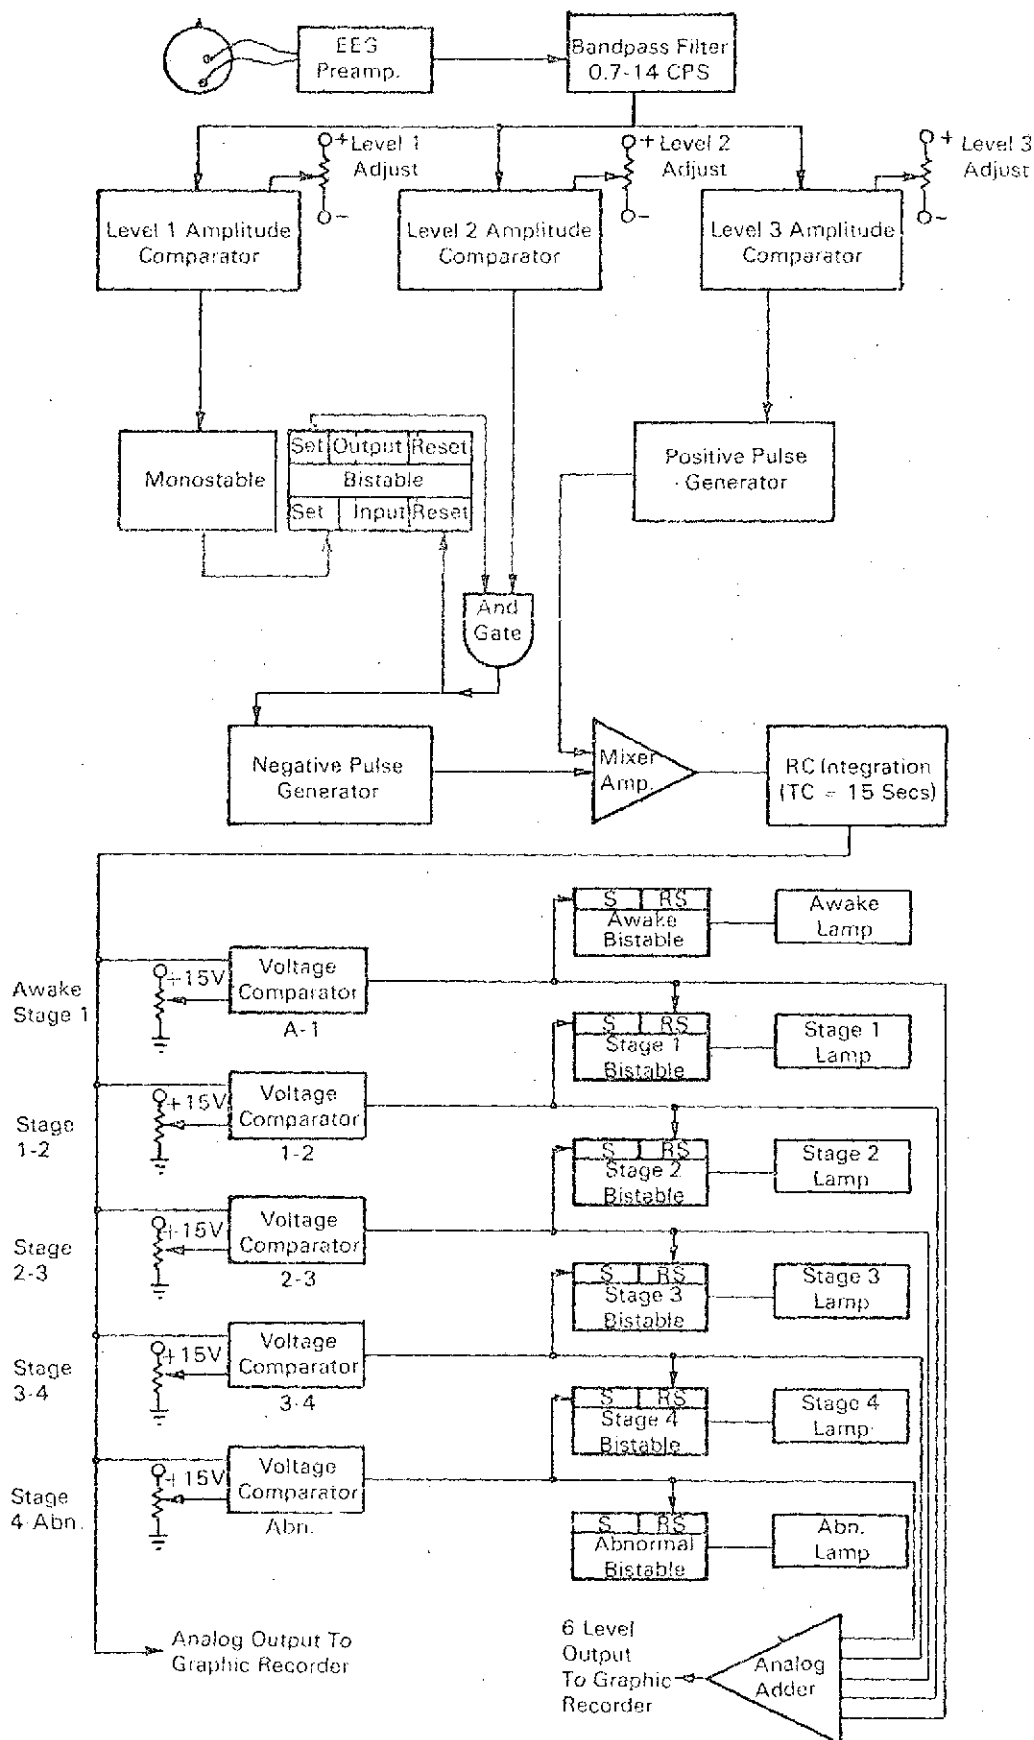 EEG
Preamp.
Bandpass Filter
0.7-14 CPS
+ Level 1
Adjust
-
+ Level 2
Adjust
-
+ Level 3
Adjust
-
Level 1 Amplitude
Comparator
Level 2 Amplitude
Comparator
Level 3 Amplitude
Comparator
Monostable
Set Output Reset
Bistable
Set Input Reset
Positive Pulse
Generator
And
Gate
Negative Pulse
Generator
Mixer
Amp.
RC Integration
(TC = 15 Secs)
S RS
Awake
Bistable
Awake
Lamp
Awake
Stage 1
+15V
Voltage
Comparator
A-1
S RS
Stage 1
Bistable
Stage 1
Lamp
Stage
1-2
+15V
Voltage
Comparator
1-2
S RS
Stage 2
Bistable
Stage 2
Lamp
Stage
2-3
+15V
Voltage
Comparator
2-3
S RS
Stage 3
Bistable
Stage 3
Lamp
Stage
3-4
+15V
Voltage
Comparator
3-4
S RS
Stage 4
Bistable
Stage 4
Lamp
Stage
4 Abn.
+15V
Voltage
Comparator
Abn.
S RS
Abnormal
Bistable
Abn.
Lamp
Analog Output To
Graphic Recorder
6 Level
Output
To Graphic
Recorder
Analog
Adder